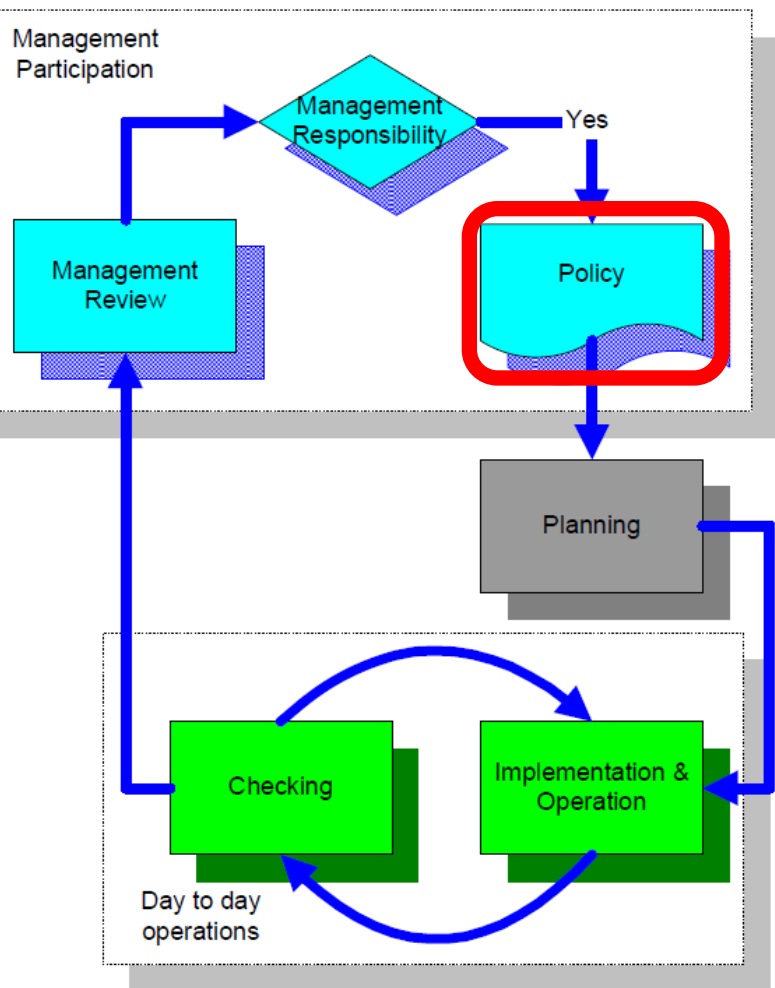 Management
Participation
Management
Responsibility
Yes
Management
Review
Policy
Planning
Checking
Implementation &
Operation
Day to day
operations